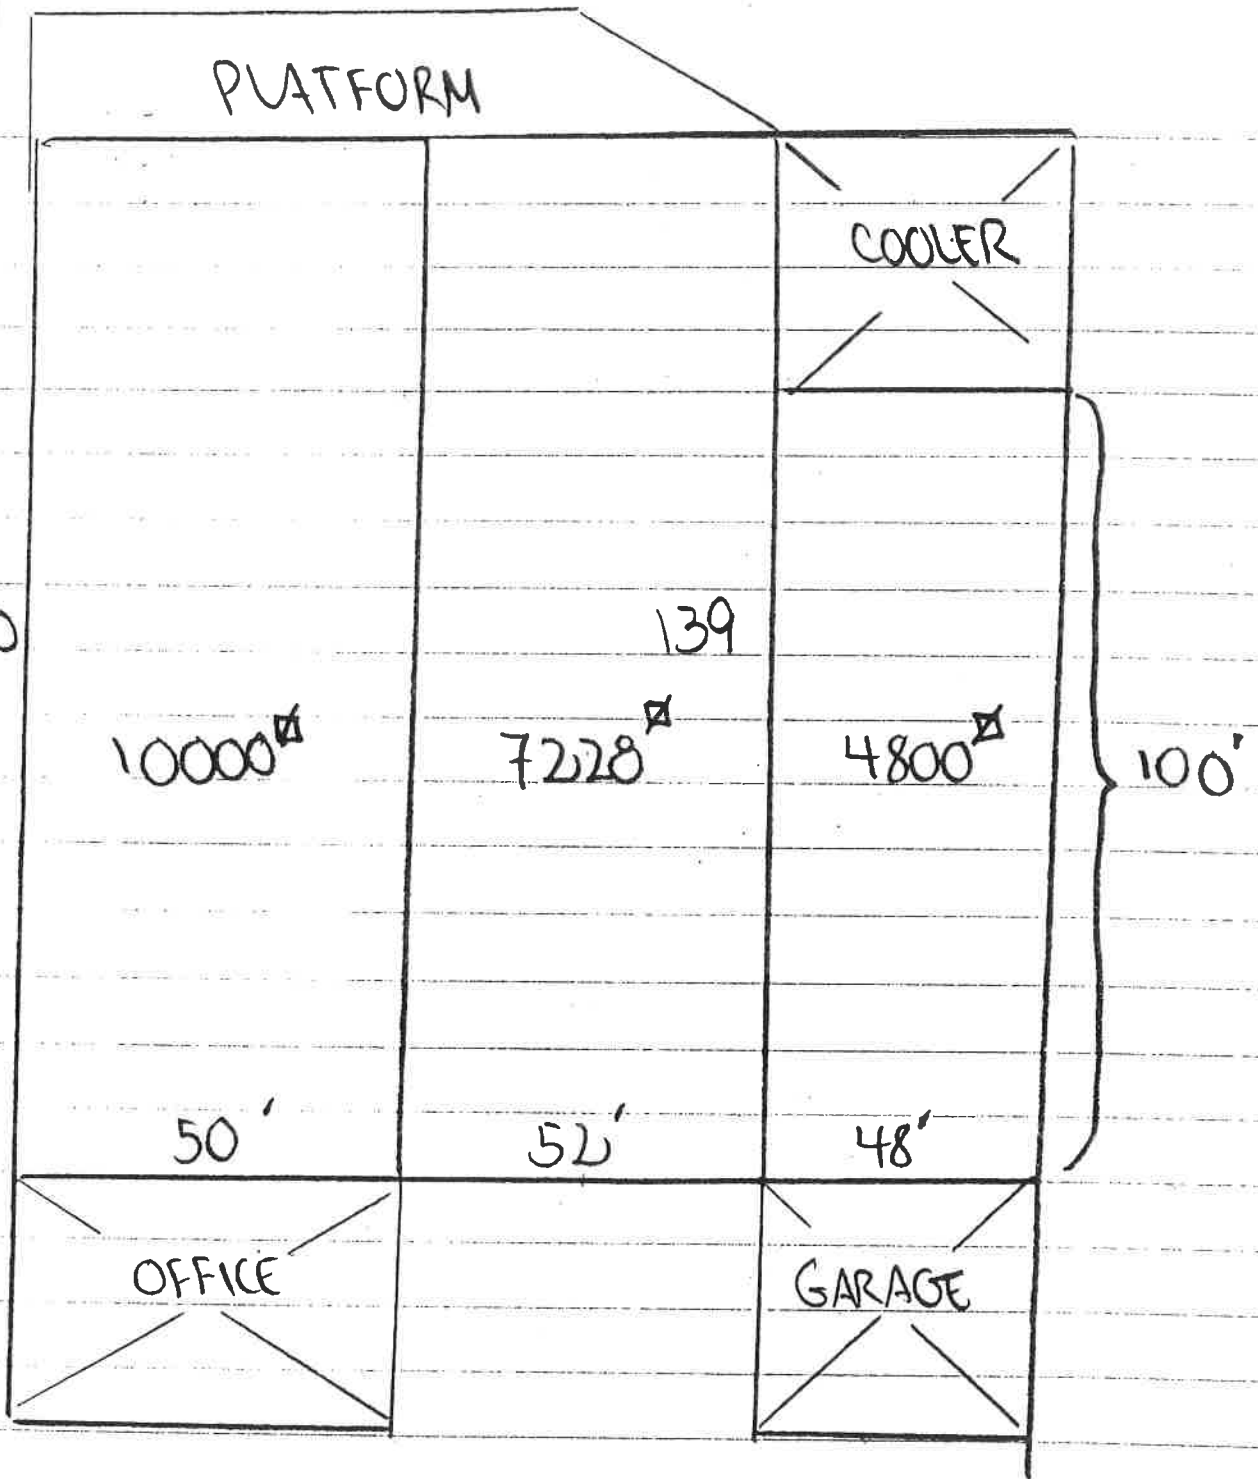 PLATFORM
COOLER
139
10000
7228
4800
100'
50'
52'
48'
OFFICE
GARAGE